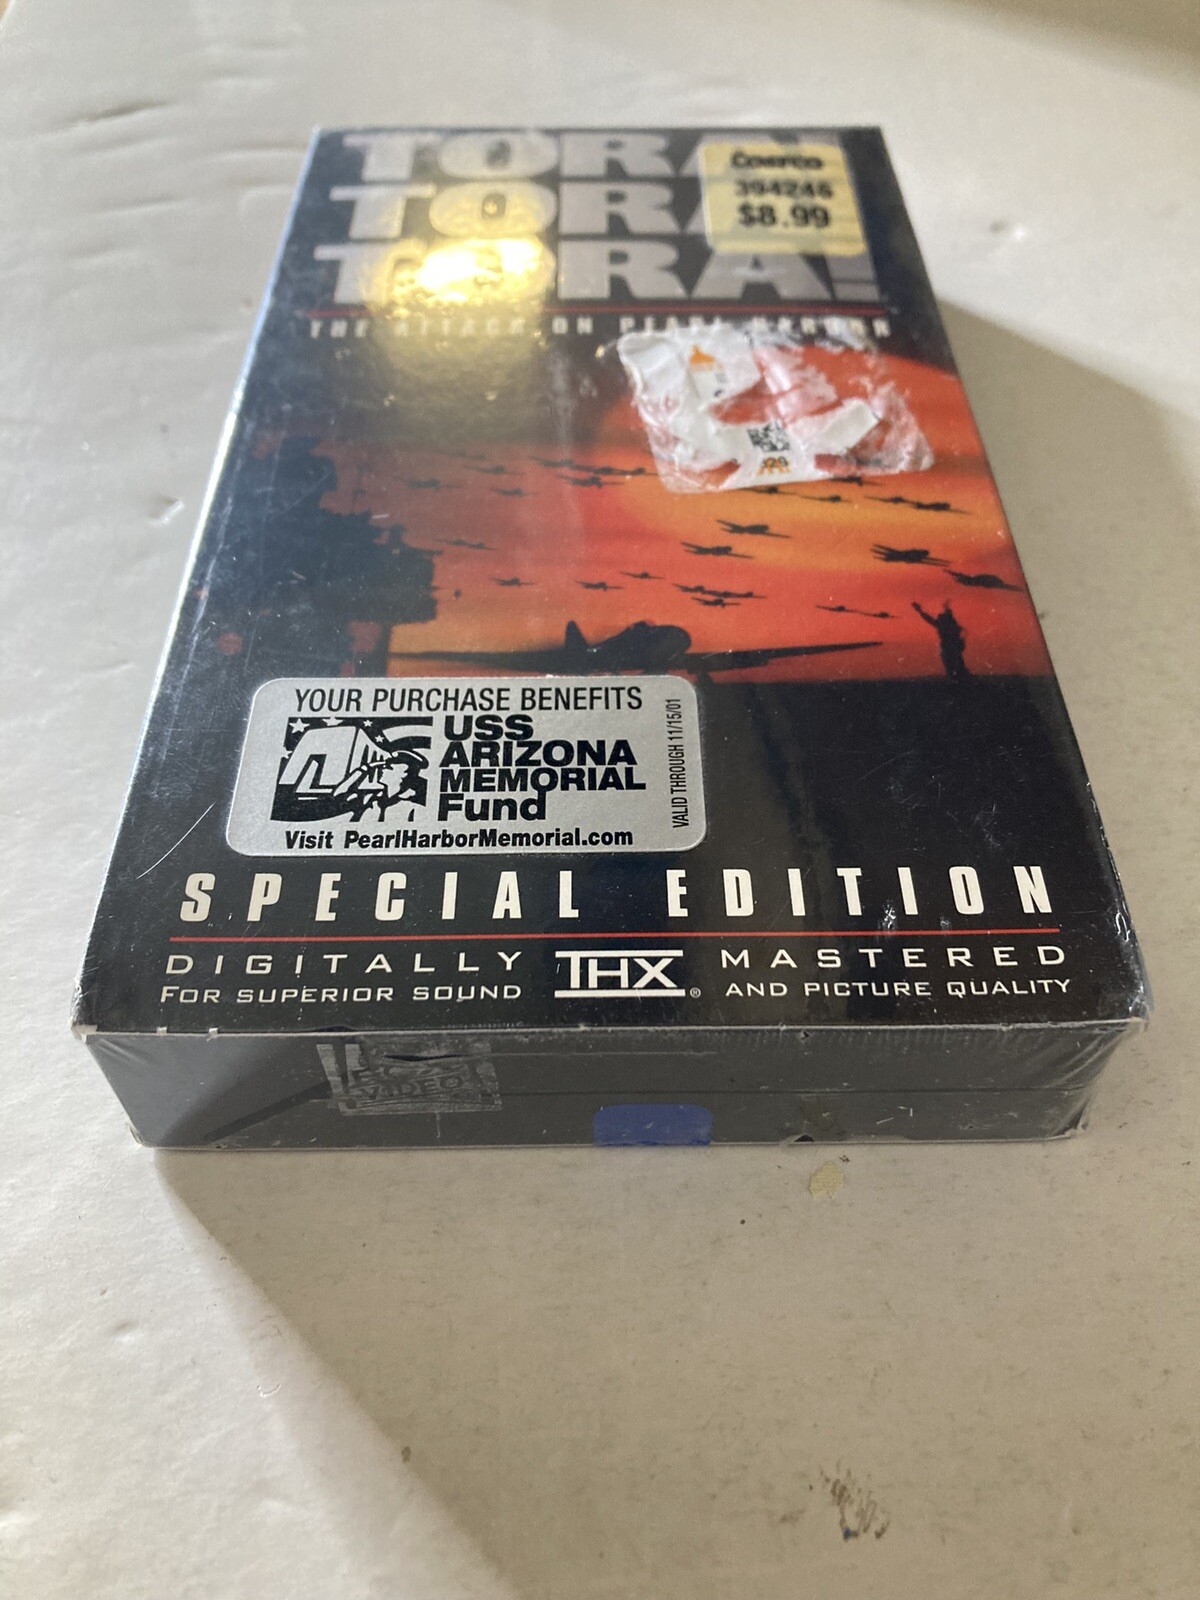 TORA!
TORA!
TORA!
COSTCO
394246
$8.99
THE ATTACK ON PEARL HARBOR
YOUR PURCHASE BENEFITS
USS
ARIZONA
MEMORIAL
Fund
Visit PearlHarborMemorial.com
VALID THROUGH 11/15/01
SPECIAL EDITION
DIGITALLY THX MASTERED
FOR SUPERIOR SOUND ® AND PICTURE QUALITY
FOX
VIDEO